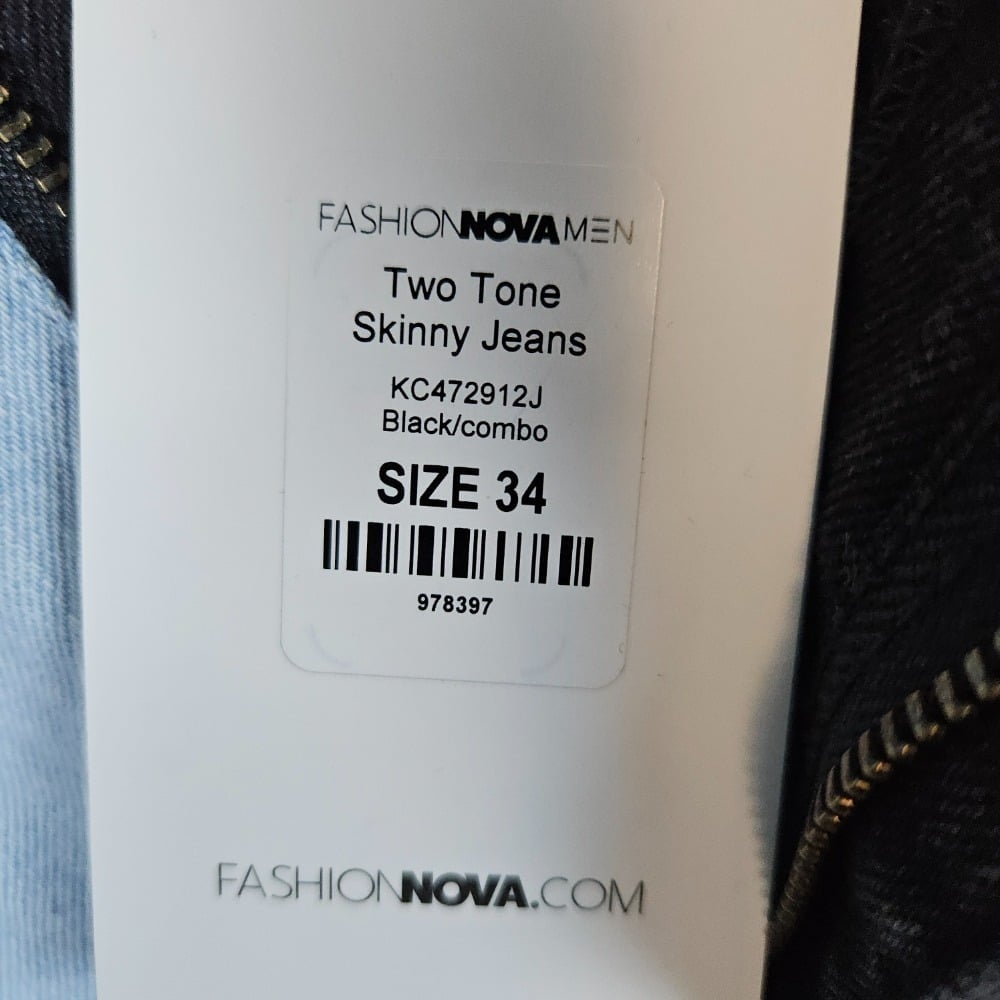 FASHIONNOVAMEN
Two Tone
Skinny Jeans
KC472912J
Black/combo
SIZE 34
978397
FASHIONNOVA.COM